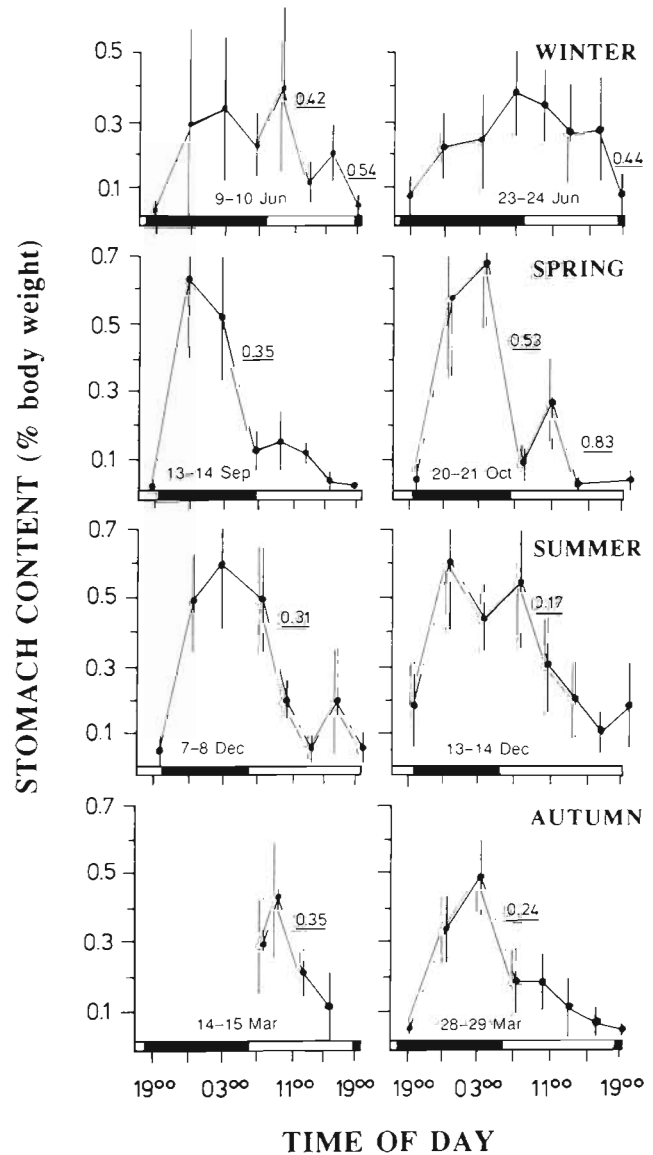 WINTER
0.5
0.3
0.1
0.42
0.54
9–10 Jun
0.44
23–24 Jun
SPRING
0.7
0.5
0.3
0.1
0.35
13–14 Sep
0.53
0.83
20–21 Oct
SUMMER
0.7
0.5
0.3
0.1
0.31
7–8 Dec
0.17
13–14 Dec
AUTUMN
0.7
0.5
0.3
0.1
0.35
14–15 Mar
0.24
28–29 Mar
19⁰⁰ 03⁰⁰ 11⁰⁰ 19⁰⁰ 19⁰⁰ 03⁰⁰ 11⁰⁰ 19⁰⁰
TIME OF DAY
STOMACH CONTENT (% body weight)